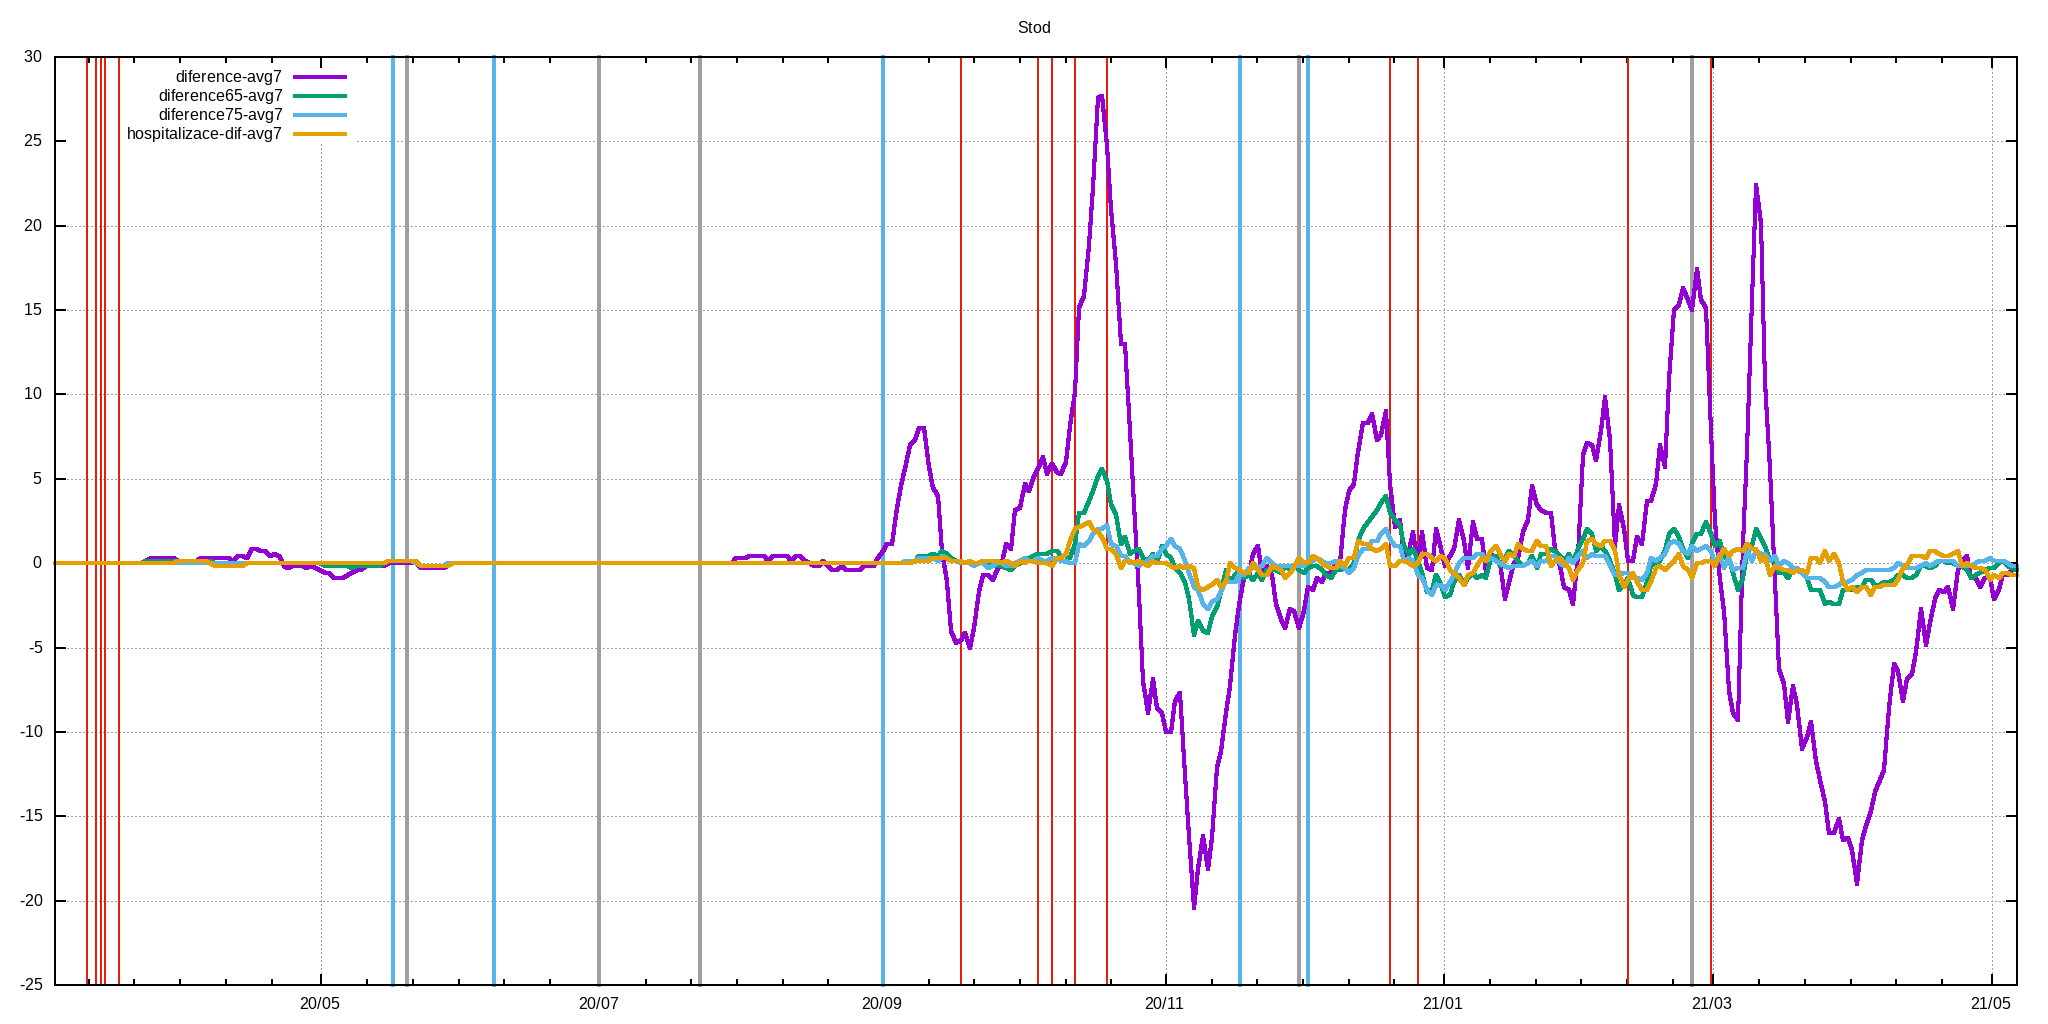 Stod
diference-avg7
diference65-avg7
diference75-avg7
hospitalizace-dif-avg7
30
25
20
15
10
5
0
-5
-10
-15
-20
-25
20/05 20/07 20/09 20/11 21/01 21/03 21/05